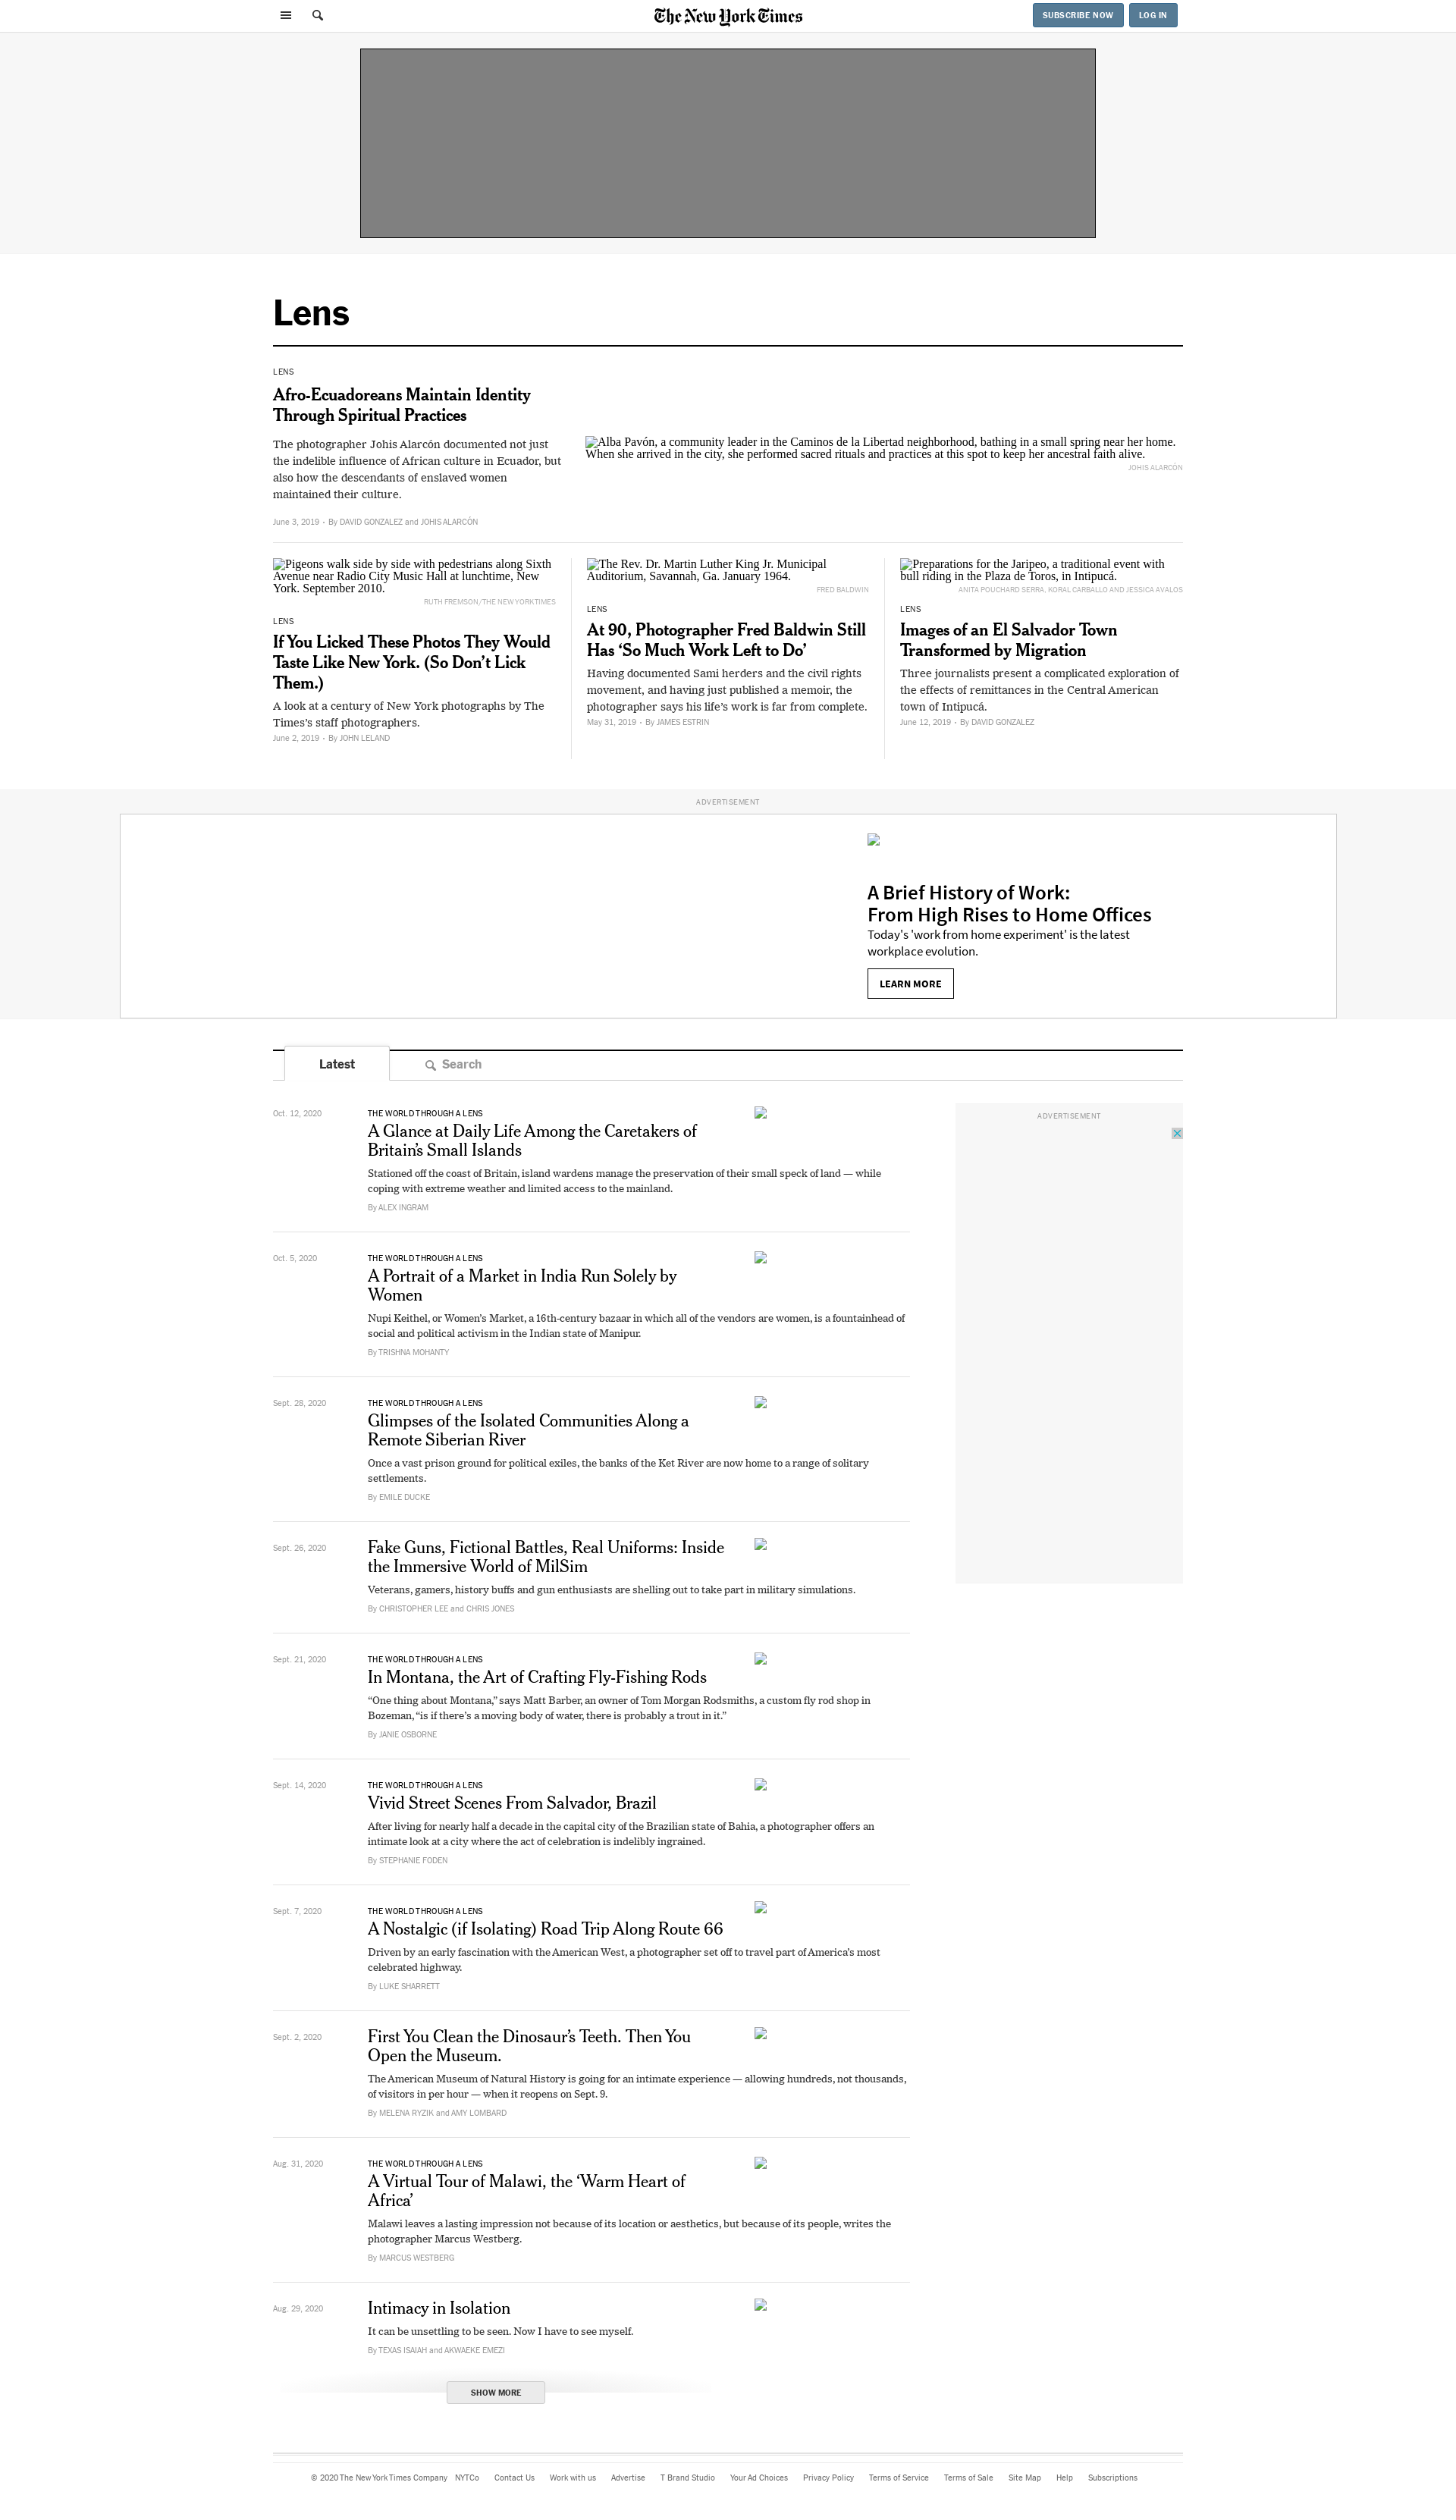 The New York Times
SUBSCRIBE NOW
LOG IN
Lens
LENS
Afro-Ecuadoreans Maintain Identity
Through Spiritual Practices
The photographer Johis Alarcón documented not just
the indelible influence of African culture in Ecuador, but
also how the descendants of enslaved women
maintained their culture.
June 3, 2019 • By DAVID GONZALEZ and JOHIS ALARCÓN
Alba Pavón, a community leader in the Caminos de la Libertad neighborhood, bathing in a small spring near her home.
When she arrived in the city, she performed sacred rituals and practices at this spot to keep her ancestral faith alive.
JOHIS ALARCÓN
Pigeons walk side by side with pedestrians along Sixth
Avenue near Radio City Music Hall at lunchtime, New
York. September 2010.
RUTH FREMSON/THE NEW YORK TIMES
LENS
If You Licked These Photos They Would
Taste Like New York. (So Don’t Lick
Them.)
A look at a century of New York photographs by The
Times’s staff photographers.
June 2, 2019 • By JOHN LELAND
The Rev. Dr. Martin Luther King Jr. Municipal
Auditorium, Savannah, Ga. January 1964.
FRED BALDWIN
LENS
At 90, Photographer Fred Baldwin Still
Has ‘So Much Work Left to Do’
Having documented Sami herders and the civil rights
movement, and having just published a memoir, the
photographer says his life’s work is far from complete.
May 31, 2019 • By JAMES ESTRIN
Preparations for the Jaripeo, a traditional event with
bull riding in the Plaza de Toros, in Intipucá.
ANITA POUCHARD SERRA, KORAL CARBALLO AND JESSICA AVALOS
LENS
Images of an El Salvador Town
Transformed by Migration
Three journalists present a complicated exploration of
the effects of remittances in the Central American
town of Intipucá.
June 12, 2019 • By DAVID GONZALEZ
ADVERTISEMENT
A Brief History of Work:
From High Rises to Home Offices
Today's 'work from home experiment' is the latest
workplace evolution.
LEARN MORE
Latest
Search
ADVERTISEMENT
Oct. 12, 2020
THE WORLD THROUGH A LENS
A Glance at Daily Life Among the Caretakers of
Britain’s Small Islands
Stationed off the coast of Britain, island wardens manage the preservation of their small speck of land — while
coping with extreme weather and limited access to the mainland.
By ALEX INGRAM
Oct. 5, 2020
THE WORLD THROUGH A LENS
A Portrait of a Market in India Run Solely by
Women
Nupi Keithel, or Women's Market, a 16th-century bazaar in which all of the vendors are women, is a fountainhead of
social and political activism in the Indian state of Manipur.
By TRISHNA MOHANTY
Sept. 28, 2020
THE WORLD THROUGH A LENS
Glimpses of the Isolated Communities Along a
Remote Siberian River
Once a vast prison ground for political exiles, the banks of the Ket River are now home to a range of solitary
settlements.
By EMILE DUCKE
Sept. 26, 2020
Fake Guns, Fictional Battles, Real Uniforms: Inside
the Immersive World of MilSim
Veterans, gamers, history buffs and gun enthusiasts are shelling out to take part in military simulations.
By CHRISTOPHER LEE and CHRIS JONES
Sept. 21, 2020
THE WORLD THROUGH A LENS
In Montana, the Art of Crafting Fly-Fishing Rods
“One thing about Montana,” says Matt Barber, an owner of Tom Morgan Rodsmiths, a custom fly rod shop in
Bozeman, “is if there’s a moving body of water, there is probably a trout in it.”
By JANIE OSBORNE
Sept. 14, 2020
THE WORLD THROUGH A LENS
Vivid Street Scenes From Salvador, Brazil
After living for nearly half a decade in the capital city of the Brazilian state of Bahia, a photographer offers an
intimate look at a city where the act of celebration is indelibly ingrained.
By STEPHANIE FODEN
Sept. 7, 2020
THE WORLD THROUGH A LENS
A Nostalgic (if Isolating) Road Trip Along Route 66
Driven by an early fascination with the American West, a photographer set off to travel part of America’s most
celebrated highway.
By LUKE SHARRETT
Sept. 2, 2020
First You Clean the Dinosaur’s Teeth. Then You
Open the Museum.
The American Museum of Natural History is going for an intimate experience — allowing hundreds, not thousands,
of visitors in per hour — when it reopens on Sept. 9.
By MELENA RYZIK and AMY LOMBARD
Aug. 31, 2020
THE WORLD THROUGH A LENS
A Virtual Tour of Malawi, the ‘Warm Heart of
Africa’
Malawi leaves a lasting impression not because of its location or aesthetics, but because of its people, writes the
photographer Marcus Westberg.
By MARCUS WESTBERG
Aug. 29, 2020
Intimacy in Isolation
It can be unsettling to be seen. Now I have to see myself.
By TEXAS ISAIAH and AKWAEKE EMEZI
SHOW MORE
© 2020 The New York Times Company NYTCo Contact Us Work with us Advertise T Brand Studio Your Ad Choices Privacy Policy Terms of Service Terms of Sale Site Map Help Subscriptions